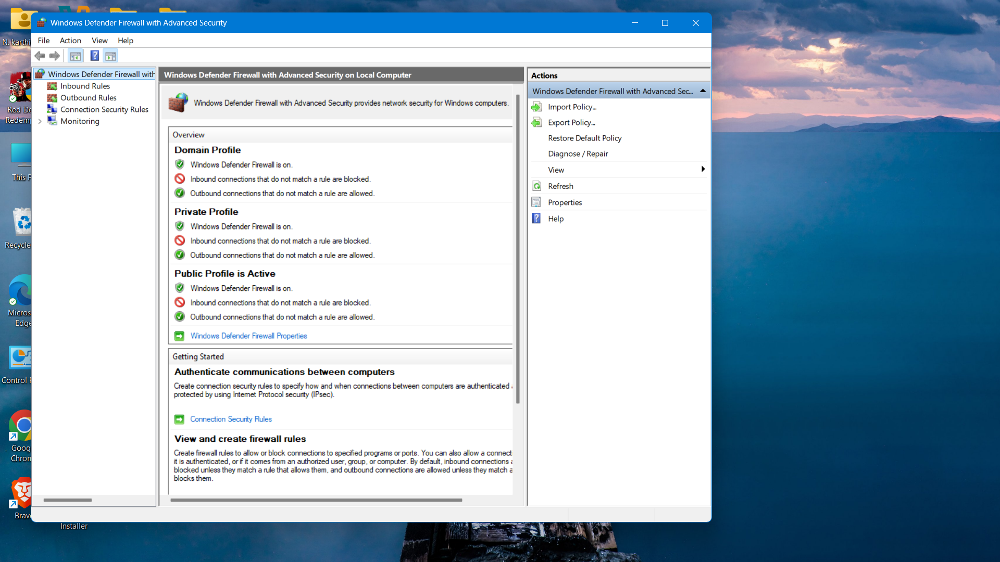 Windows Defender Firewall with Advanced Security
File Action View Help
Windows Defender Firewall with
Inbound Rules
Outbound Rules
Connection Security Rules
Monitoring
Windows Defender Firewall with Advanced Security on Local Computer
Windows Defender Firewall with Advanced Security provides network security for Windows computers.
Overview
Domain Profile
Windows Defender Firewall is on.
Inbound connections that do not match a rule are blocked.
Outbound connections that do not match a rule are allowed.
Private Profile
Windows Defender Firewall is on.
Inbound connections that do not match a rule are blocked.
Outbound connections that do not match a rule are allowed.
Public Profile is Active
Windows Defender Firewall is on.
Inbound connections that do not match a rule are blocked.
Outbound connections that do not match a rule are allowed.
Windows Defender Firewall Properties
Getting Started
Authenticate communications between computers
Create connection security rules to specify how and when connections between computers are authenticated
protected by using Internet Protocol security (IPsec).
Connection Security Rules
View and create firewall rules
Create firewall rules to allow or block connections to specified programs or ports. You can also allow a connect
it is authenticated, or if it comes from an authorized user, group, or computer. By default, inbound connections
blocked unless they match a rule that allows them, and outbound connections are allowed unless they match a
blocks them.
Actions
Windows Defender Firewall with Advanced Sec...
Import Policy...
Export Policy...
Restore Default Policy
Diagnose / Repair
View
Refresh
Properties
Help
N. karthi
Red De
Redemp
This P
Recycle
Micros
Edge
Control
Goog
Chron
Brave
Installer